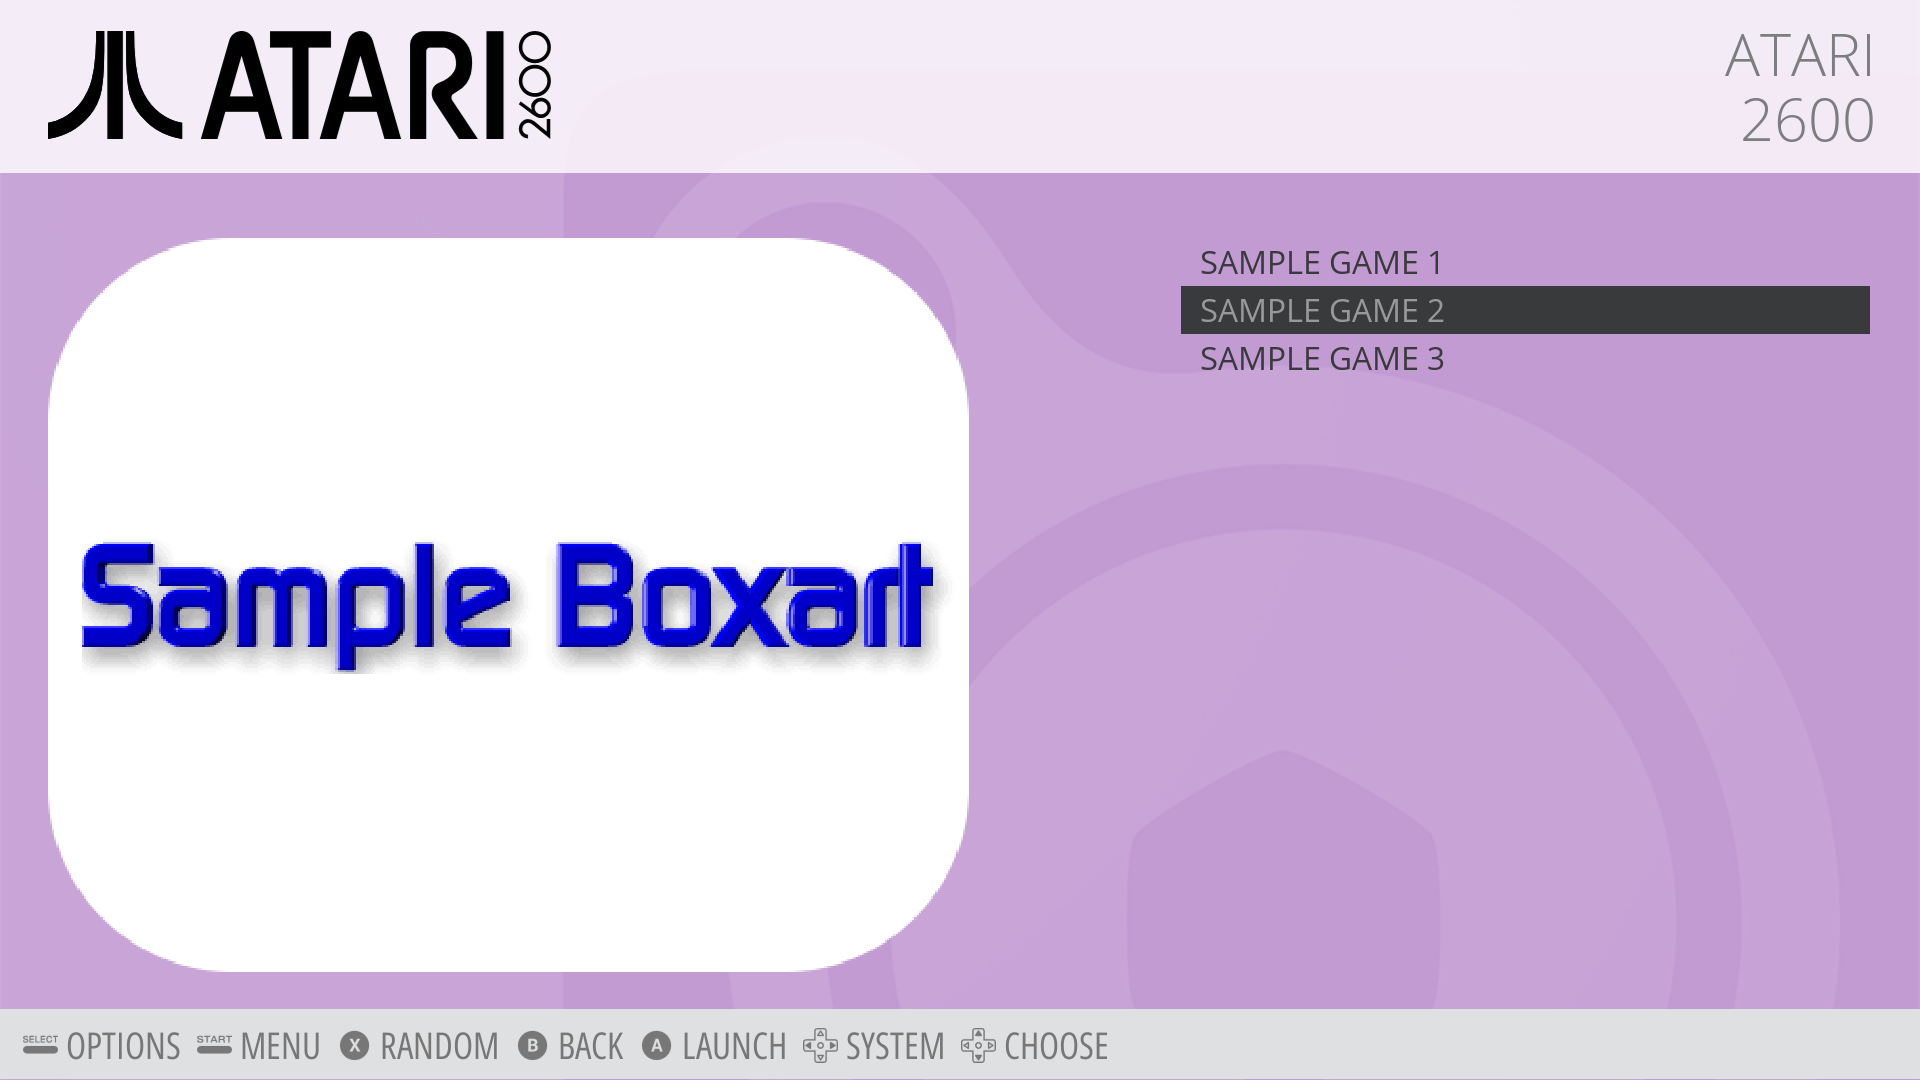 ATARI 2600
ATARI
2600
SAMPLE GAME 1
SAMPLE GAME 2
SAMPLE GAME 3
Sample Boxart
SELECT OPTIONS START MENU X RANDOM B BACK A LAUNCH SYSTEM CHOOSE